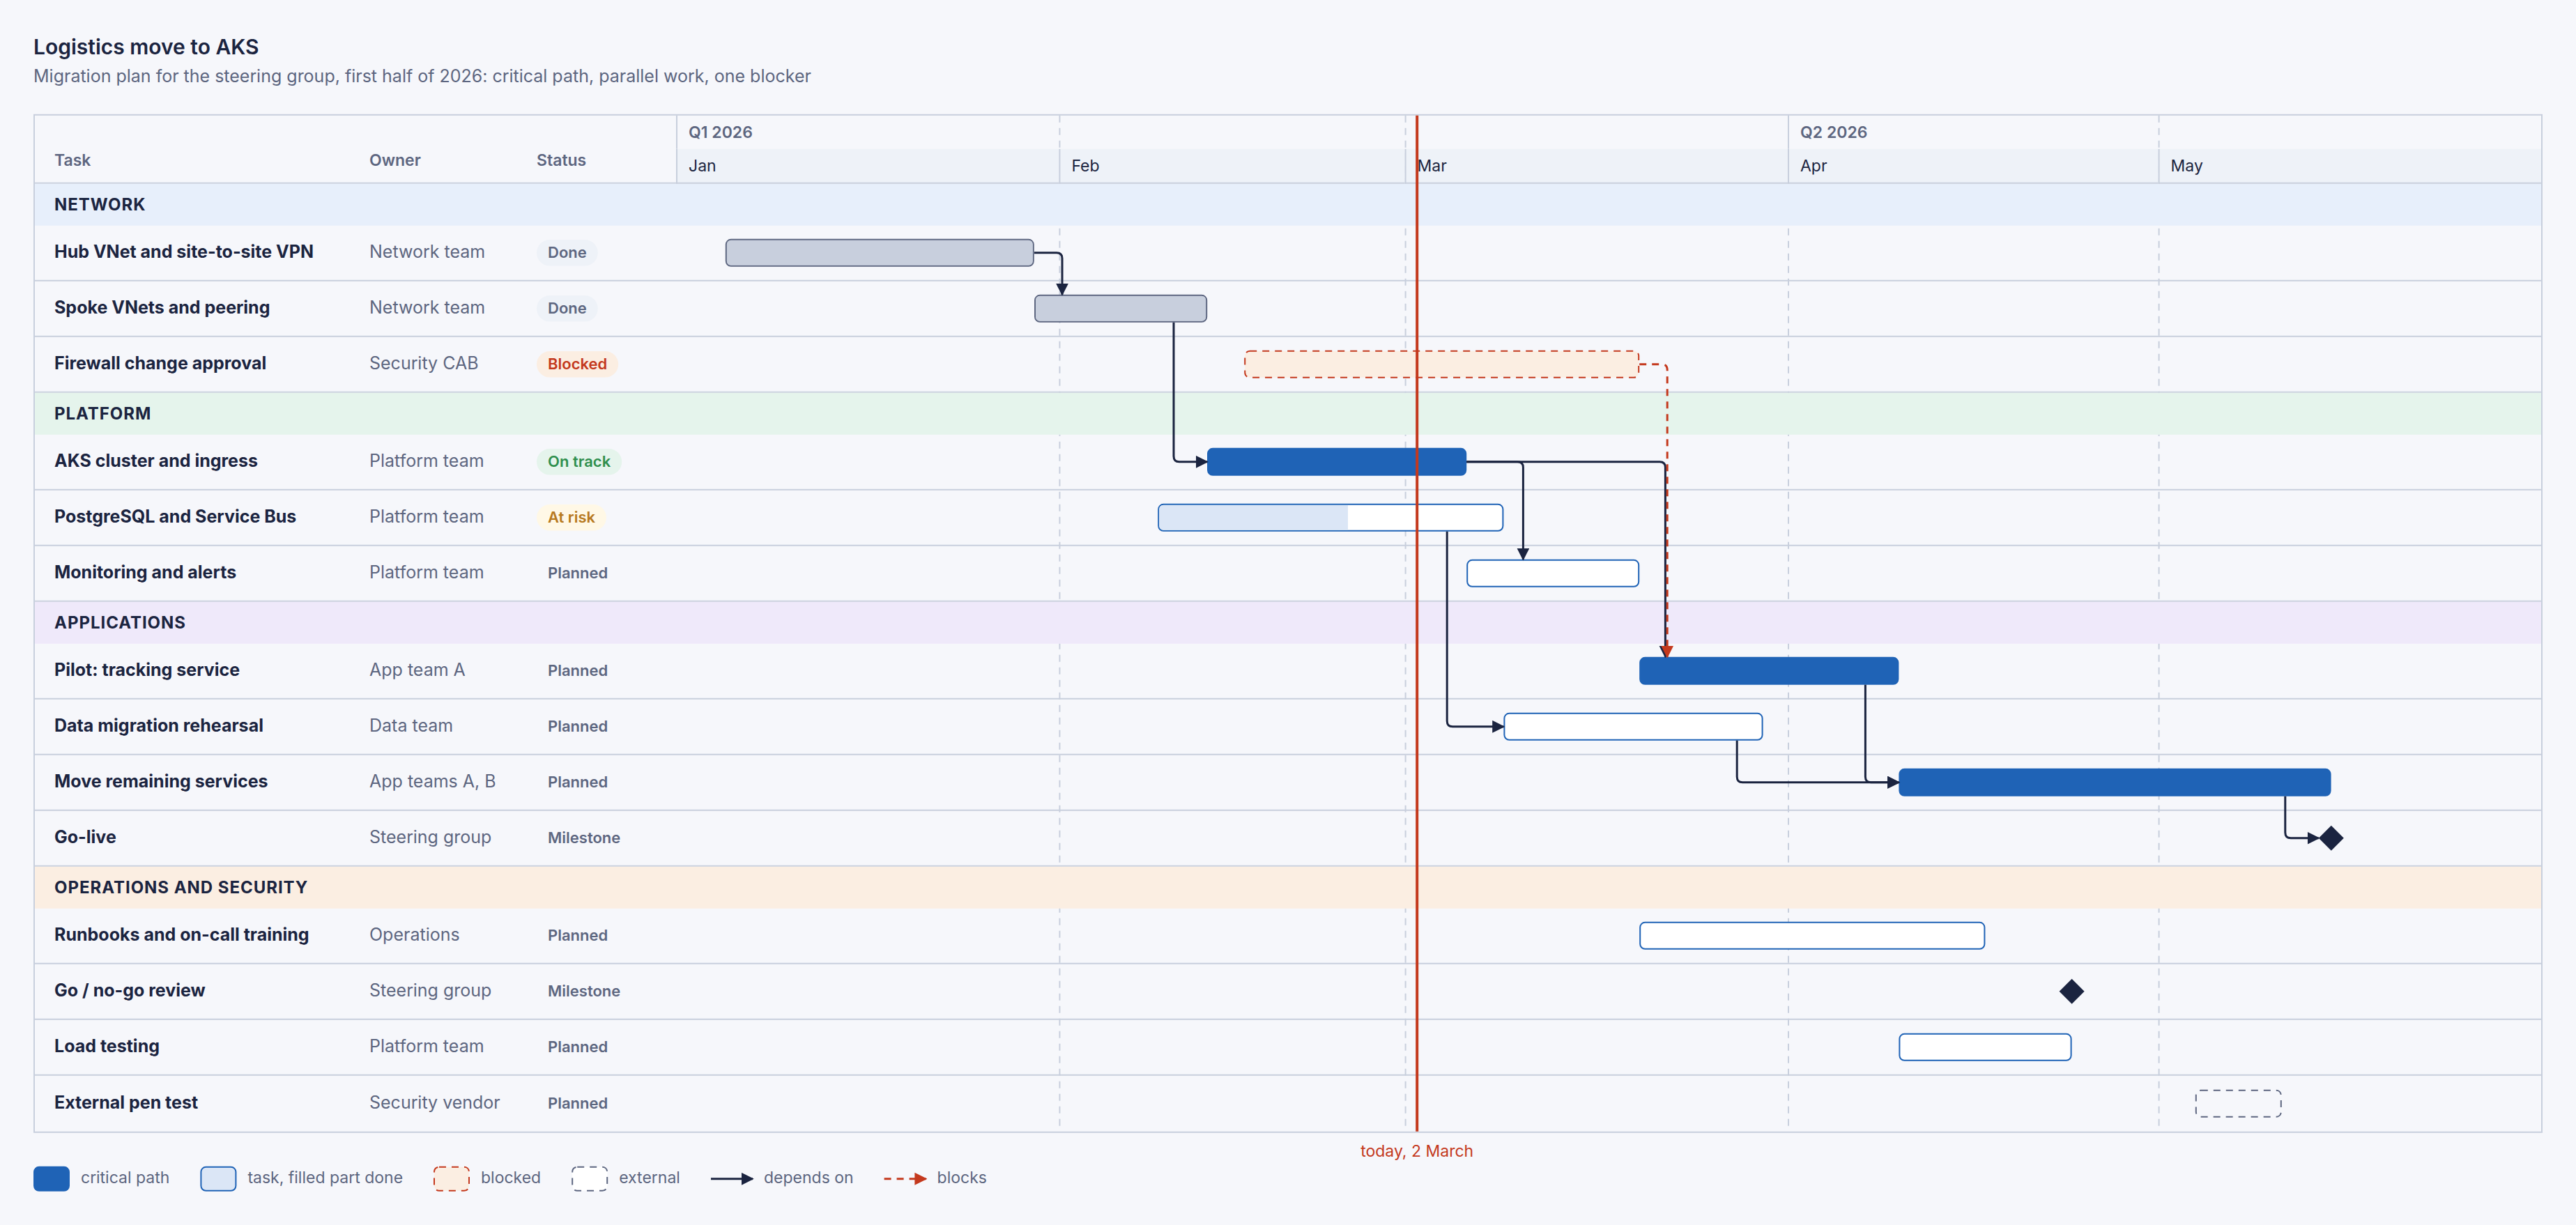 Logistics move to AKS
Migration plan for the steering group, first half of 2026: critical path, parallel work, one blocker
Q1 2026 Q2 2026
Task Owner Status Jan Feb Mar Apr May
NETWORK
Hub VNet and site-to-site VPN Network team Done
Spoke VNets and peering Network team Done
Firewall change approval Security CAB Blocked
PLATFORM
AKS cluster and ingress Platform team On track
PostgreSQL and Service Bus Platform team At risk
Monitoring and alerts Platform team Planned
APPLICATIONS
Pilot: tracking service App team A Planned
Data migration rehearsal Data team Planned
Move remaining services App teams A, B Planned
Go-live Steering group Milestone
OPERATIONS AND SECURITY
Runbooks and on-call training Operations Planned
Go / no-go review Steering group Milestone
Load testing Platform team Planned
External pen test Security vendor Planned
today, 2 March
critical path task, filled part done blocked external depends on blocks